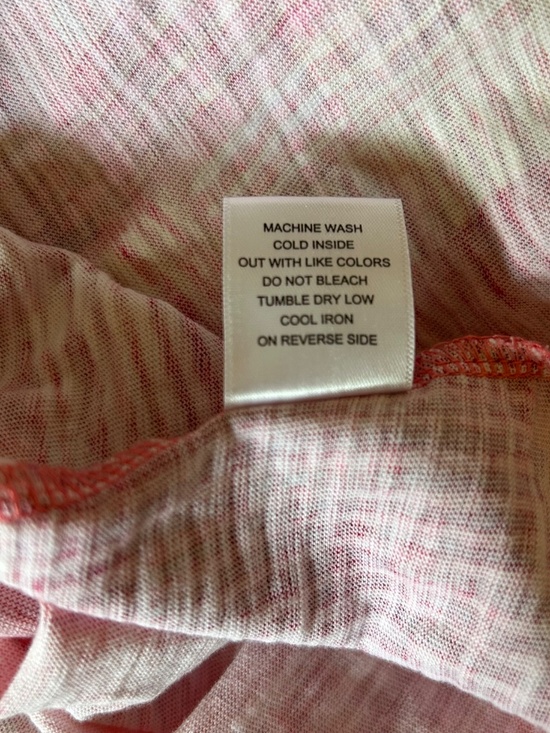 MACHINE WASH
COLD INSIDE
OUT WITH LIKE COLORS
DO NOT BLEACH
TUMBLE DRY LOW
COOL IRON
ON REVERSE SIDE